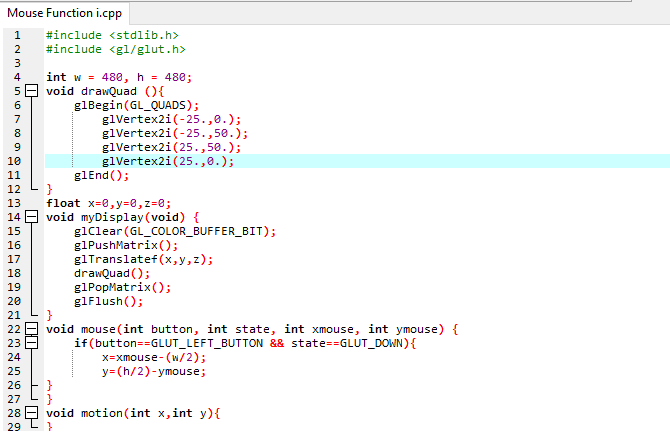 Mouse Function i.cpp
1 #include <stdlib.h>
2 #include <gl/glut.h>
3
4 int w = 480, h = 480;
5 void drawQuad (){
6     glBegin(GL_QUADS);
7         glVertex2i(-25.,0.);
8         glVertex2i(-25.,50.);
9         glVertex2i(25.,50.);
10         glVertex2i(25.,0.);
11     glEnd();
12 }
13 float x=0,y=0,z=0;
14 void myDisplay(void) {
15     glClear(GL_COLOR_BUFFER_BIT);
16     glPushMatrix();
17     glTranslatef(x,y,z);
18     drawQuad();
19     glPopMatrix();
20     glFlush();
21 }
22 void mouse(int button, int state, int xmouse, int ymouse) {
23     if(button==GLUT_LEFT_BUTTON && state==GLUT_DOWN){
24         x=xmouse-(w/2);
25         y=(h/2)-ymouse;
26 }
27 }
28 void motion(int x,int y){
29 }